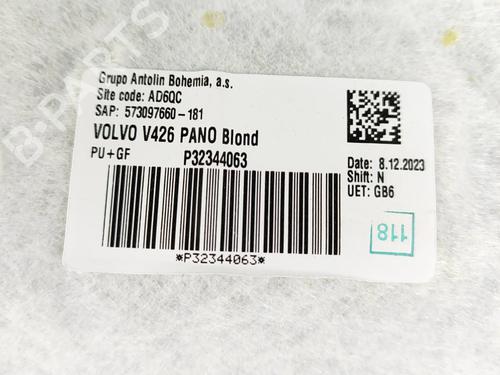 Grupo Antolin Bohemia, a.s.
Site code: AD6QC
SAP: 573097660-181
VOLVO V426 PANO Blond
PU+GF P32344063
Date: 8.12.2023
Shift: N
UET: GB6
118
*P32344063*
B-PARTS